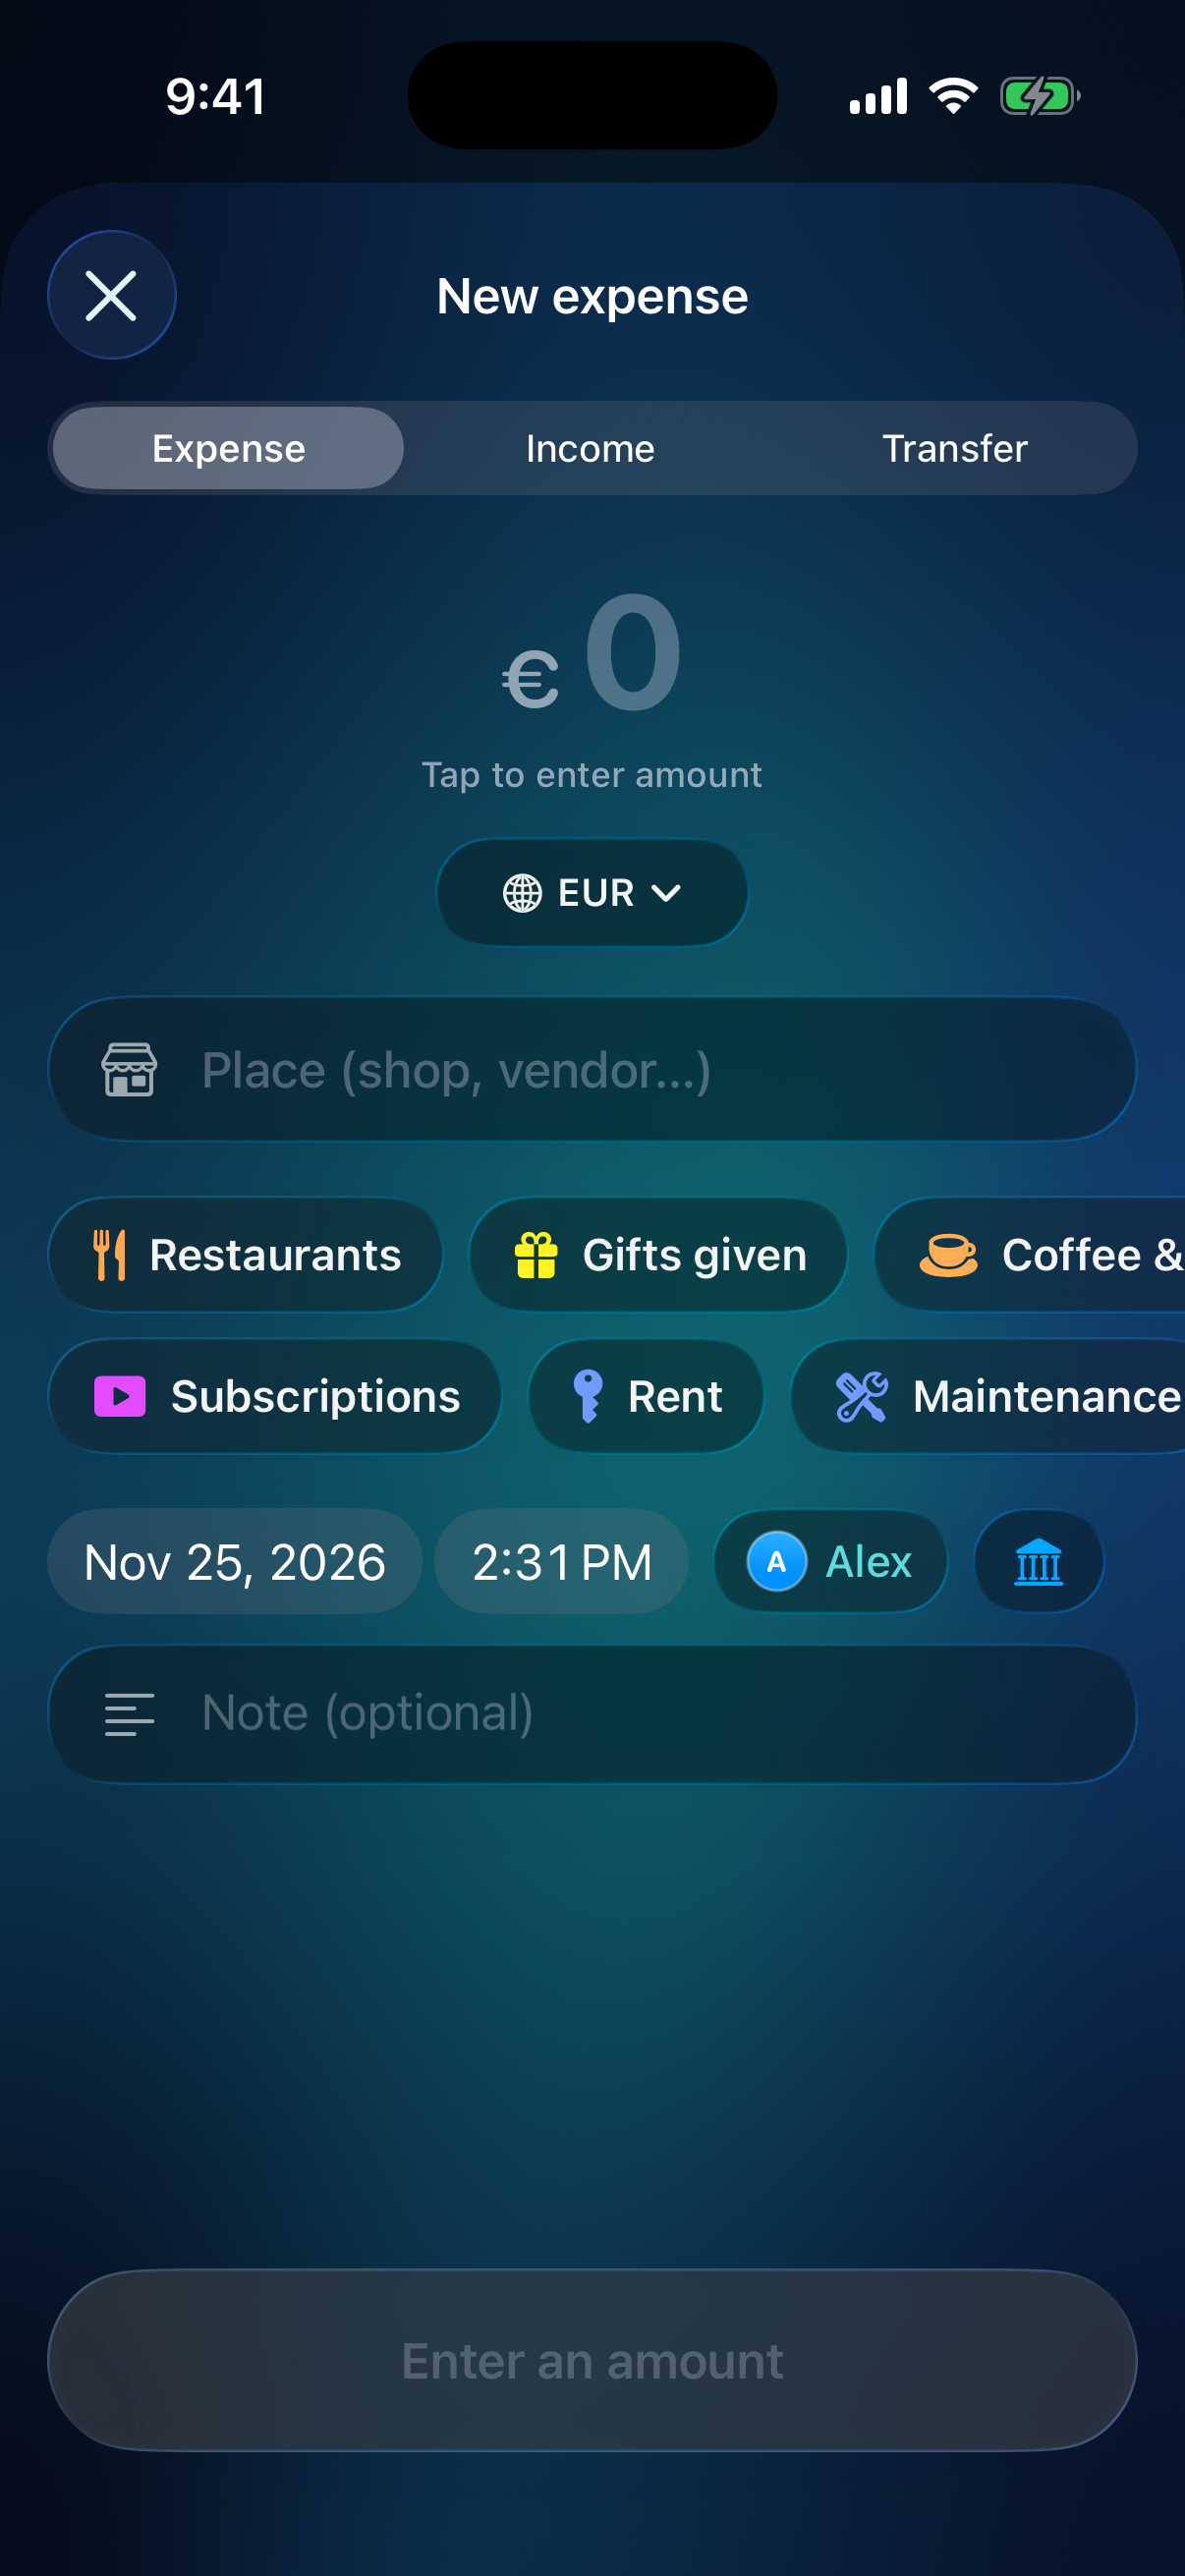 9:41
New expense
Expense Income Transfer
€ 0
Tap to enter amount
EUR
Place (shop, vendor...)
Restaurants Gifts given Coffee &
Subscriptions Rent Maintenance
Nov 25, 2026 2:31 PM A Alex
Note (optional)
Enter an amount